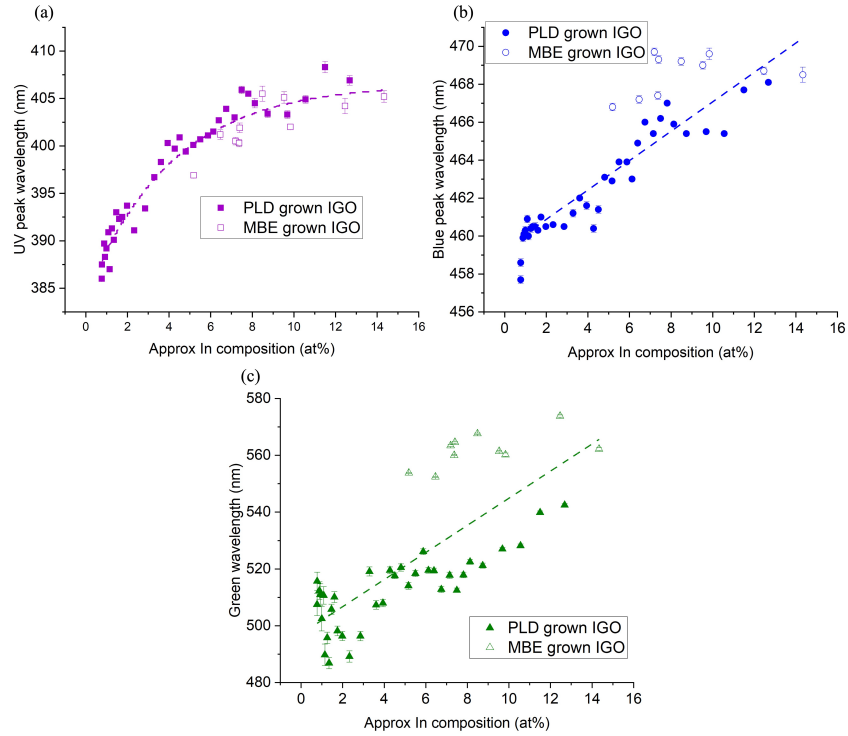 (a)
UV peak wavelength (nm)
410
405
400
395
390
385
PLD grown IGO
MBE grown IGO
0 2 4 6 8 10 12 14 16
Approx In composition (at%)
(b)
Blue peak wavelength (nm)
470
468
466
464
462
460
458
456
PLD grown IGO
MBE grown IGO
0 2 4 6 8 10 12 14 16
Approx In composition (at%)
(c)
Green wavelength (nm)
580
560
540
520
500
480
PLD grown IGO
MBE grown IGO
0 2 4 6 8 10 12 14 16
Approx In composition (at%)